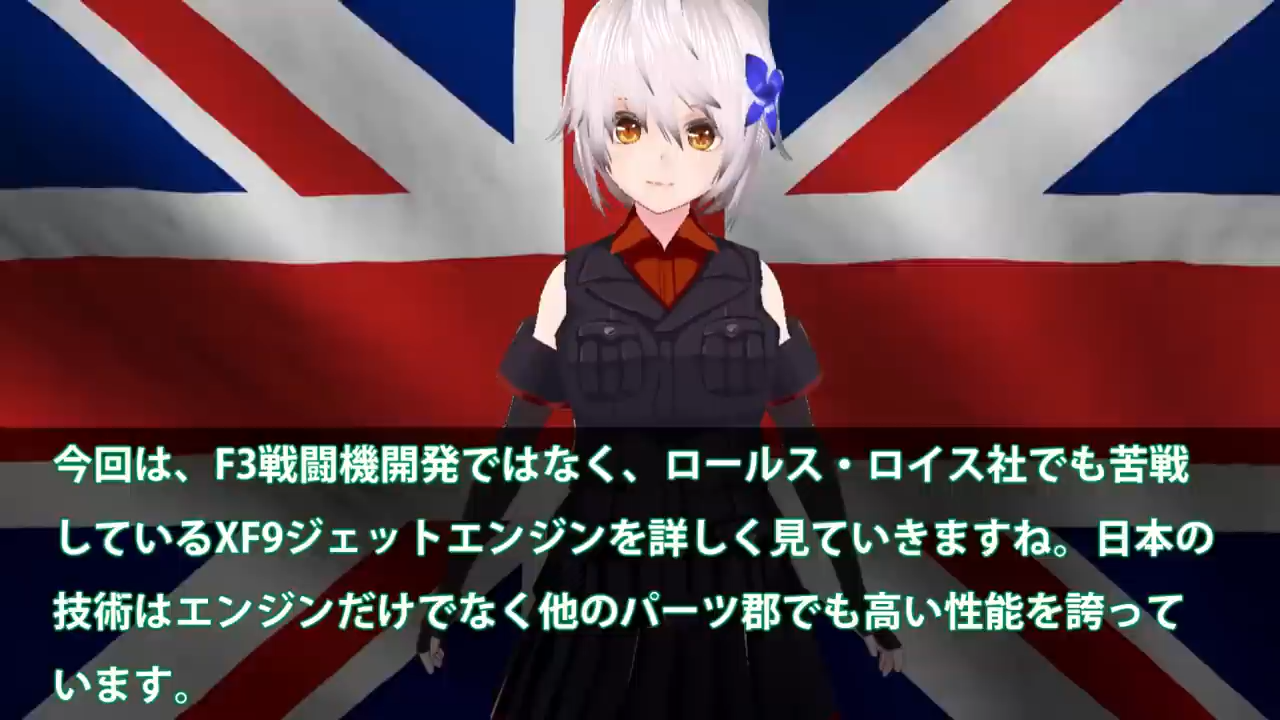 今回は、F3戦闘機開発ではなく、ロールス・ロイス社でも苦戦
しているXF9ジェットエンジンを詳しく見ていきますね。日本の
技術はエンジンだけでなく他のパーツ郡でも高い性能を誇って
います。